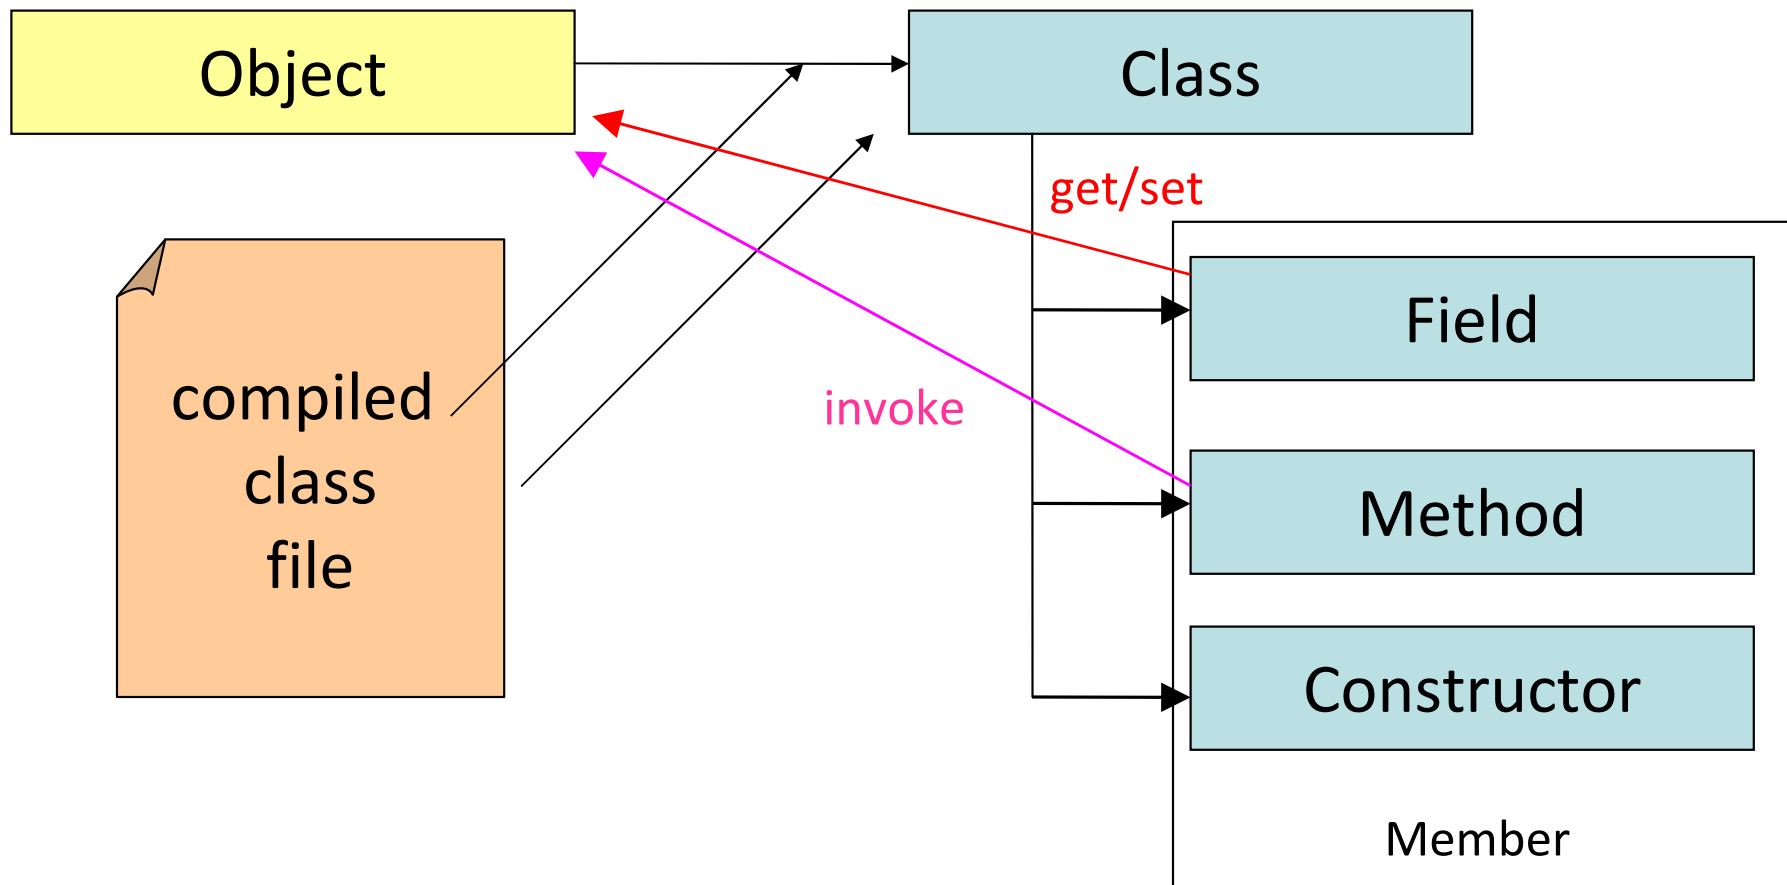 Object
Class
get/set
Field
compiled
class
file
invoke
Method
Constructor
Member